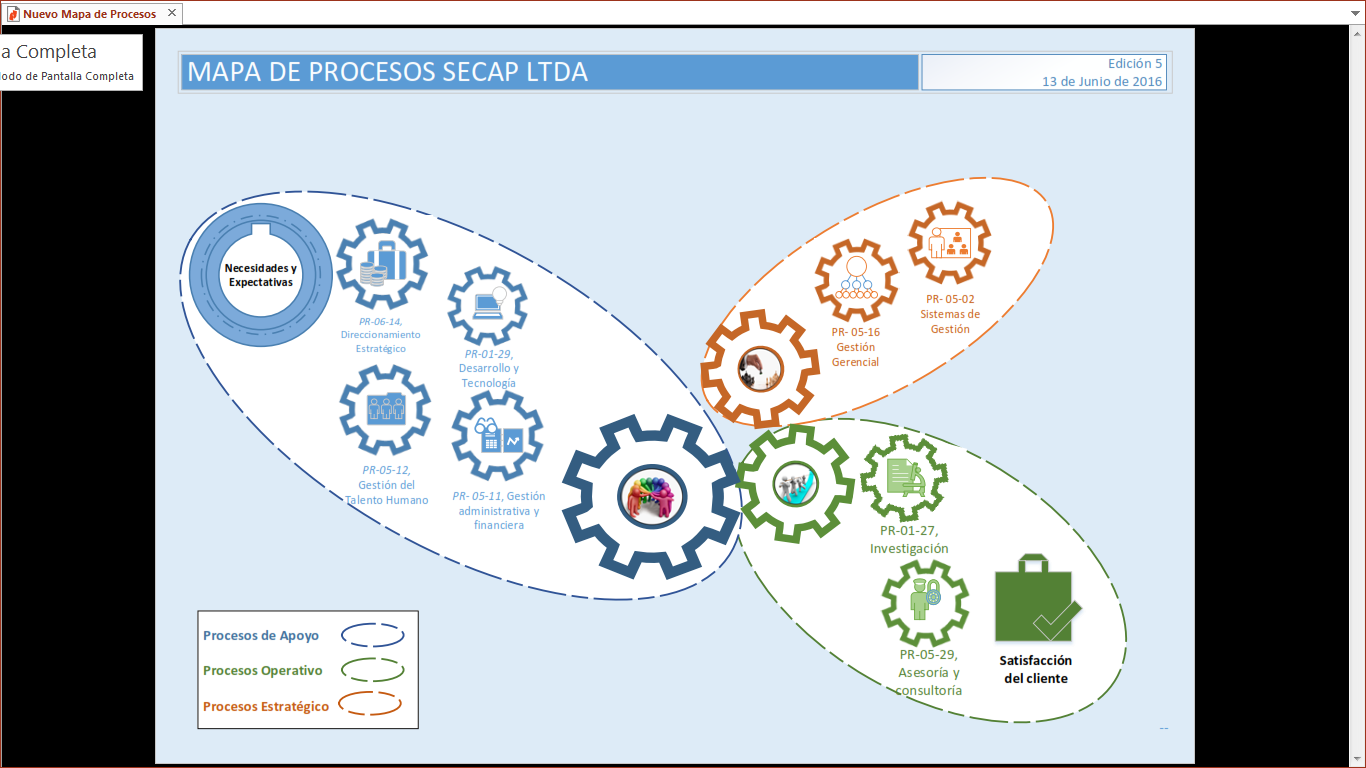 Nuevo Mapa de Procesos
a Completa
Modo de Pantalla Completa
MAPA DE PROCESOS SECAP LTDA
Edición 5
13 de Junio de 2016
Necesidades y
Expectativas
PR-06-14,
Direccionamiento
Estratégico
PR-01-29,
Desarrollo y
Tecnología
PR-05-12,
Gestión del
Talento Humano
PR- 05-11, Gestión
administrativa y
financiera
PR- 05-16
Gestión
Gerencial
PR- 05-02
Sistemas de
Gestión
PR-01-27,
Investigación
PR-05-29,
Asesoría y
consultoría
Satisfacción
del cliente
Procesos de Apoyo
Procesos Operativo
Procesos Estratégico